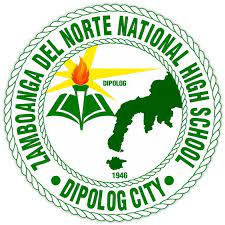 ZAMBOANGA DEL NORTE NATIONAL HIGH SCHOOL
DIPOLOG
1946
• DIPOLOG CITY •